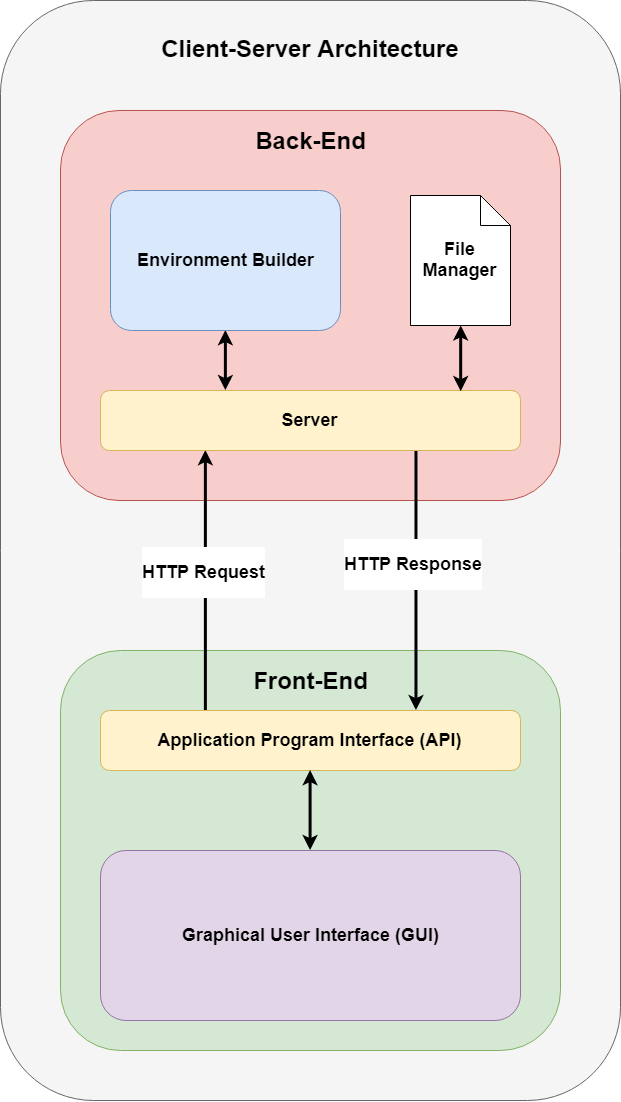 Client-Server Architecture
Back-End
Environment Builder
File
Manager
Server
HTTP Request
HTTP Response
Front-End
Application Program Interface (API)
Graphical User Interface (GUI)